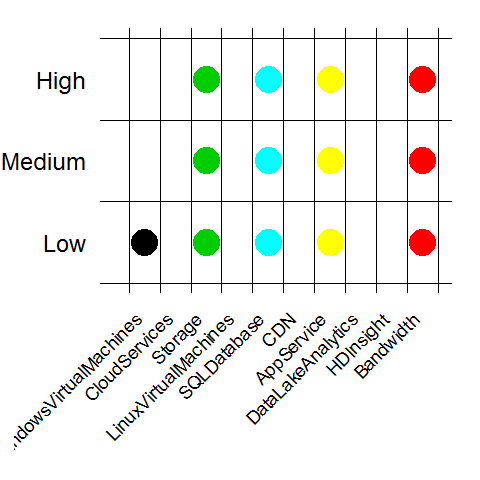 High
Medium
Low
ndowsVirtualMachines
CloudServices
Storage
LinuxVirtualMachines
SQLDatabase
CDN
AppService
DataLakeAnalytics
HDInsight
Bandwidth